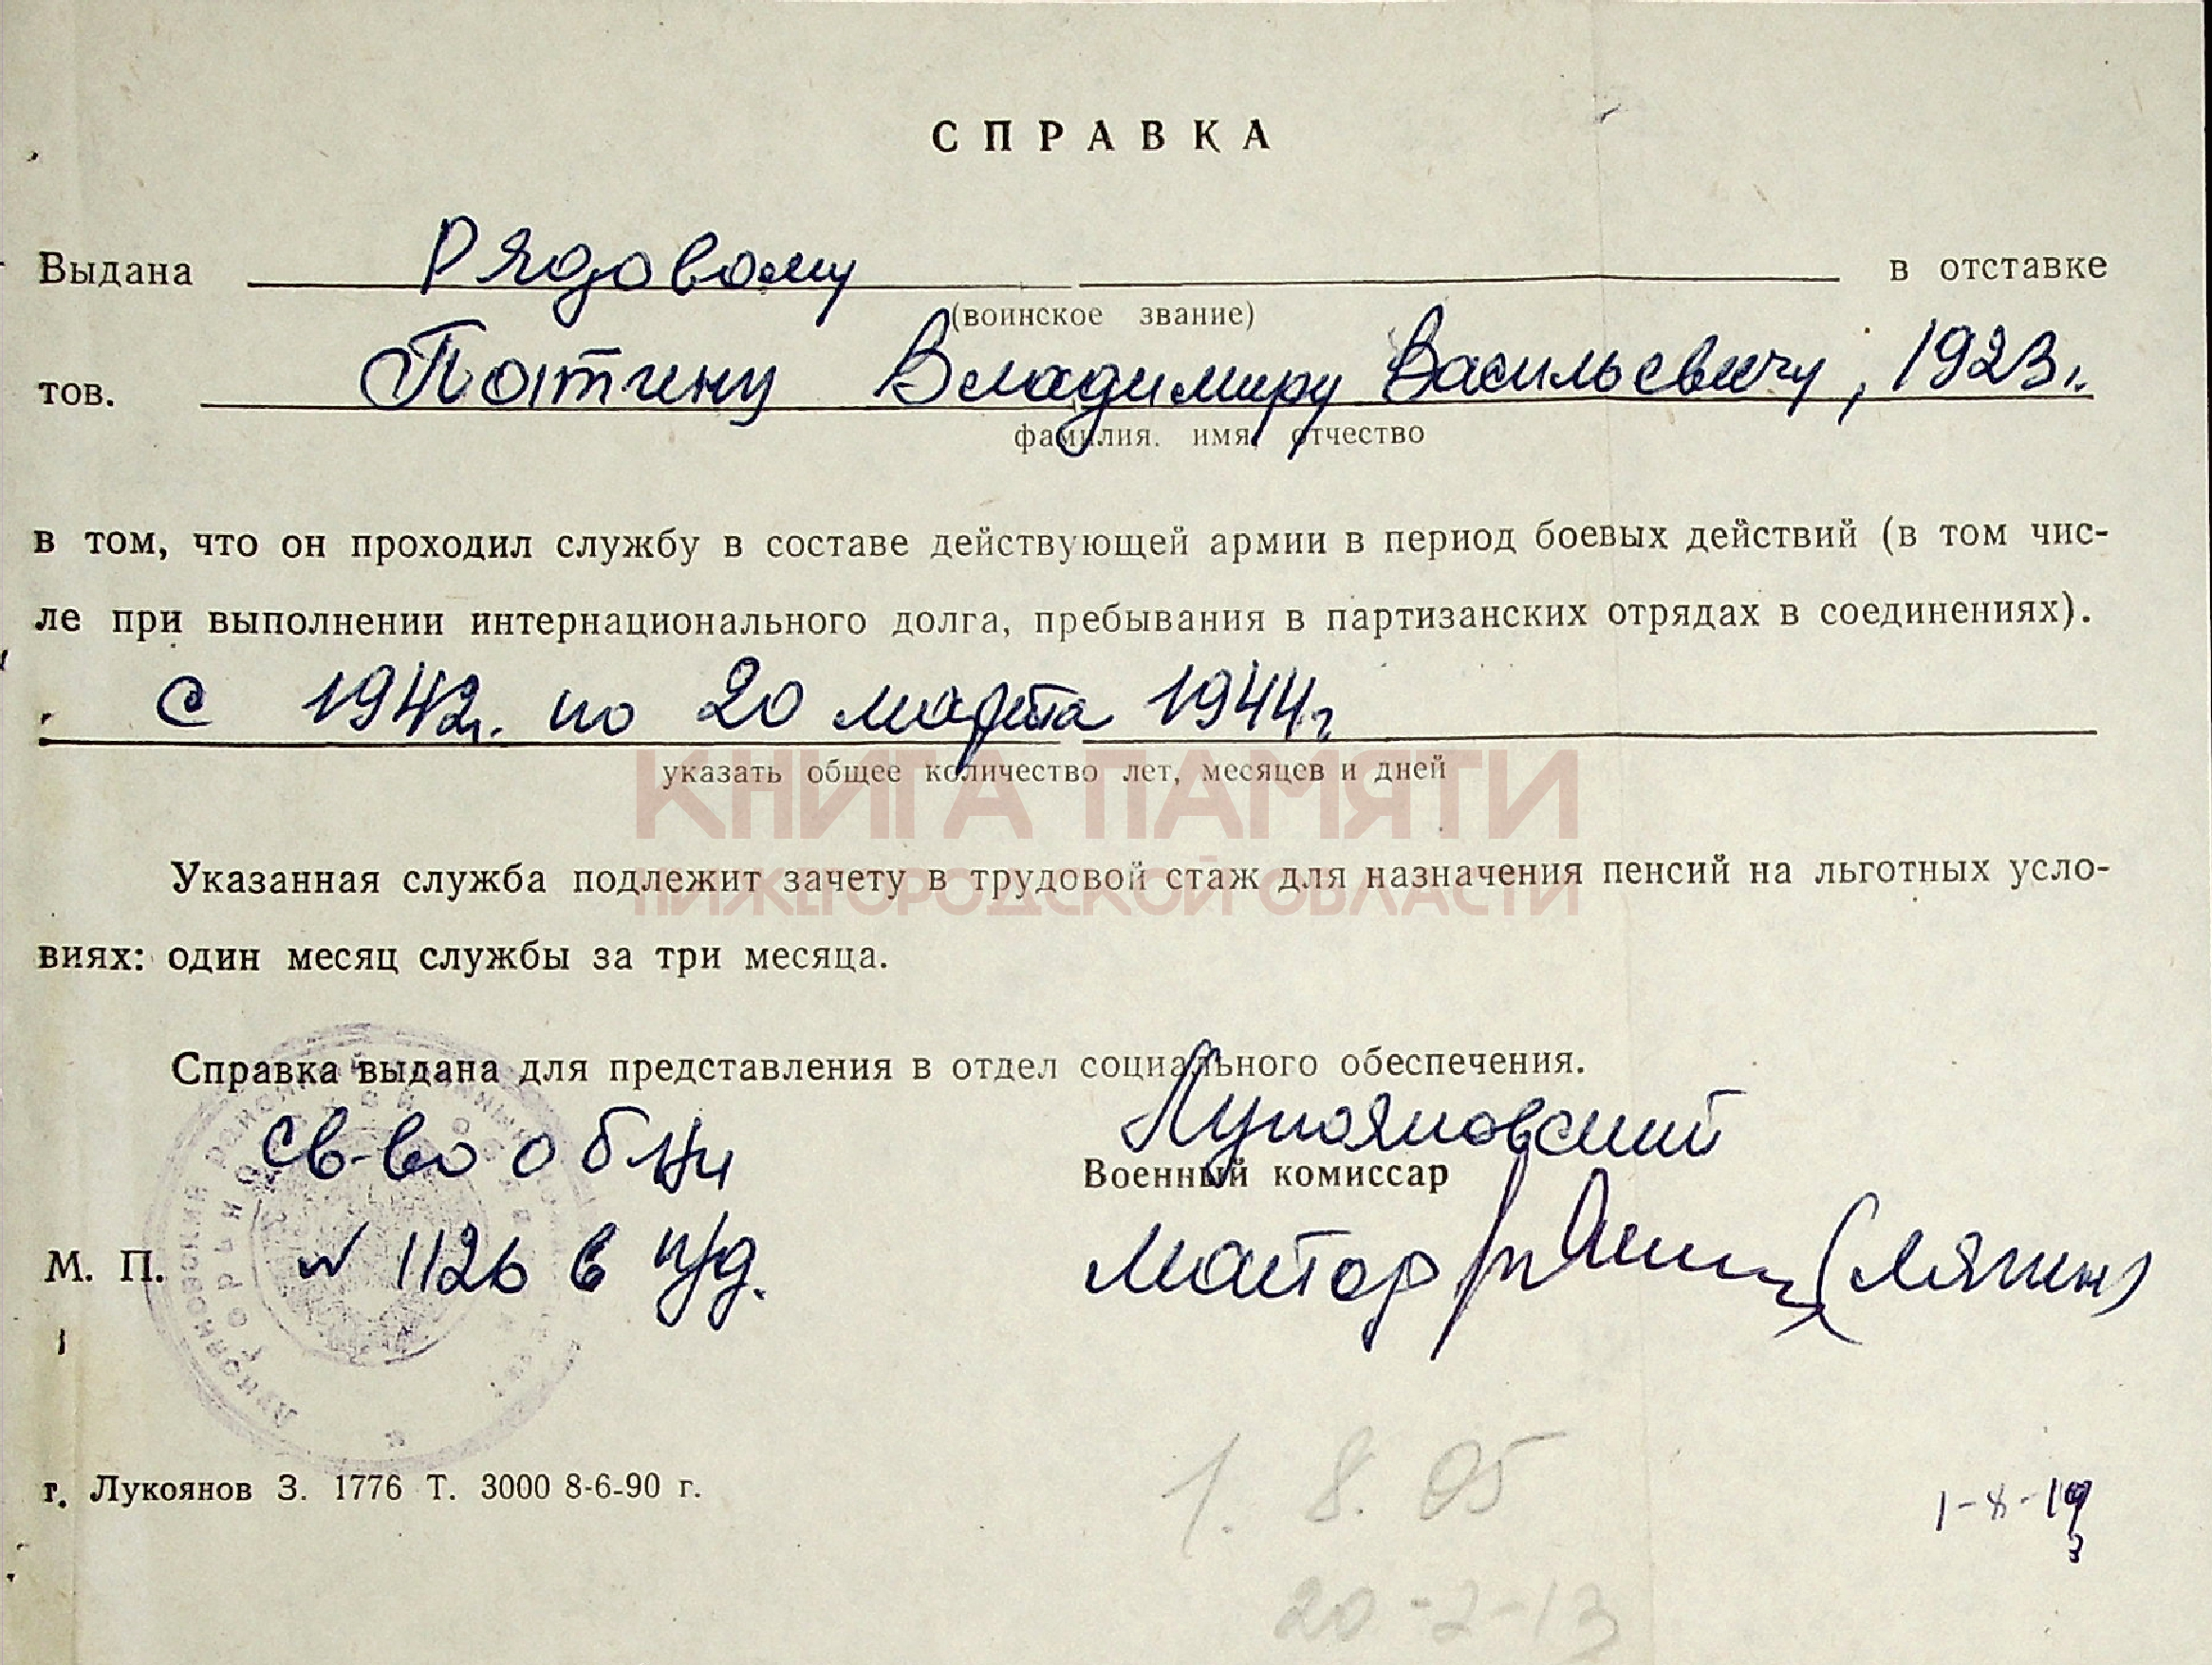 СПРАВКА
Выдана Рядовому в отставке
(воинское звание)
тов. Потину Владимиру Васильевичу, 1923 г.
фамилия. имя, отчество
в том, что он проходил службу в составе действующей армии в период боевых действий (в том чис-
ле при выполнении интернационального долга, пребывания в партизанских отрядах в соединениях).
с 1942 г. по 20 марта 1944 г
указать общее количество лет, месяцев и дней
КНИГА ПАМЯТИ
НИЖЕГОРОДСКОЙ ОБЛАСТИ
Указанная служба подлежит зачету в трудовой стаж для назначения пенсий на льготных усло-
виях: один месяц службы за три месяца.
Справка выдана для представления в отдел социального обеспечения.
св-во о б
Лукояновский
Военный комиссар
М. П. № 1126 в п/д.
майор (Лягин)
г. Лукоянов З. 1776 Т. 3000 8-6-90 г.
1. 8. 05
1-8-19
3
20-2-13